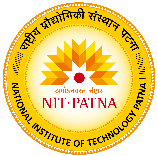 राष्ट्रीय प्रौद्योगिकी संस्थान पटना
NIT-PATNA
NATIONAL INSTITUTE OF TECHNOLOGY PATNA